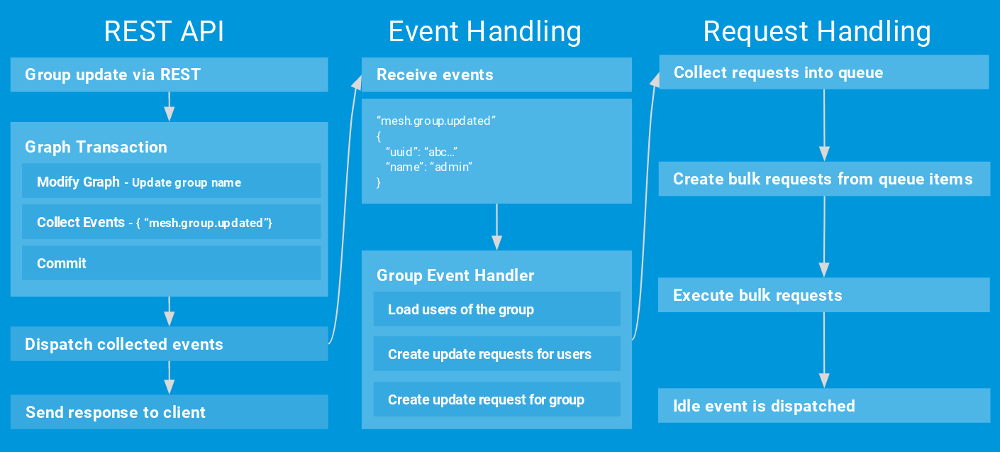 REST API
Group update via REST
Graph Transaction
Modify Graph - Update group name
Collect Events - { “mesh.group.updated”}
Commit
Dispatch collected events
Send response to client
Event Handling
Receive events
“mesh.group.updated”
{
“uuid”: “abc...”
“name”: “admin”
}
Group Event Handler
Load users of the group
Create update requests for users
Create update request for group
Request Handling
Collect requests into queue
Create bulk requests from queue items
Execute bulk requests
Idle event is dispatched